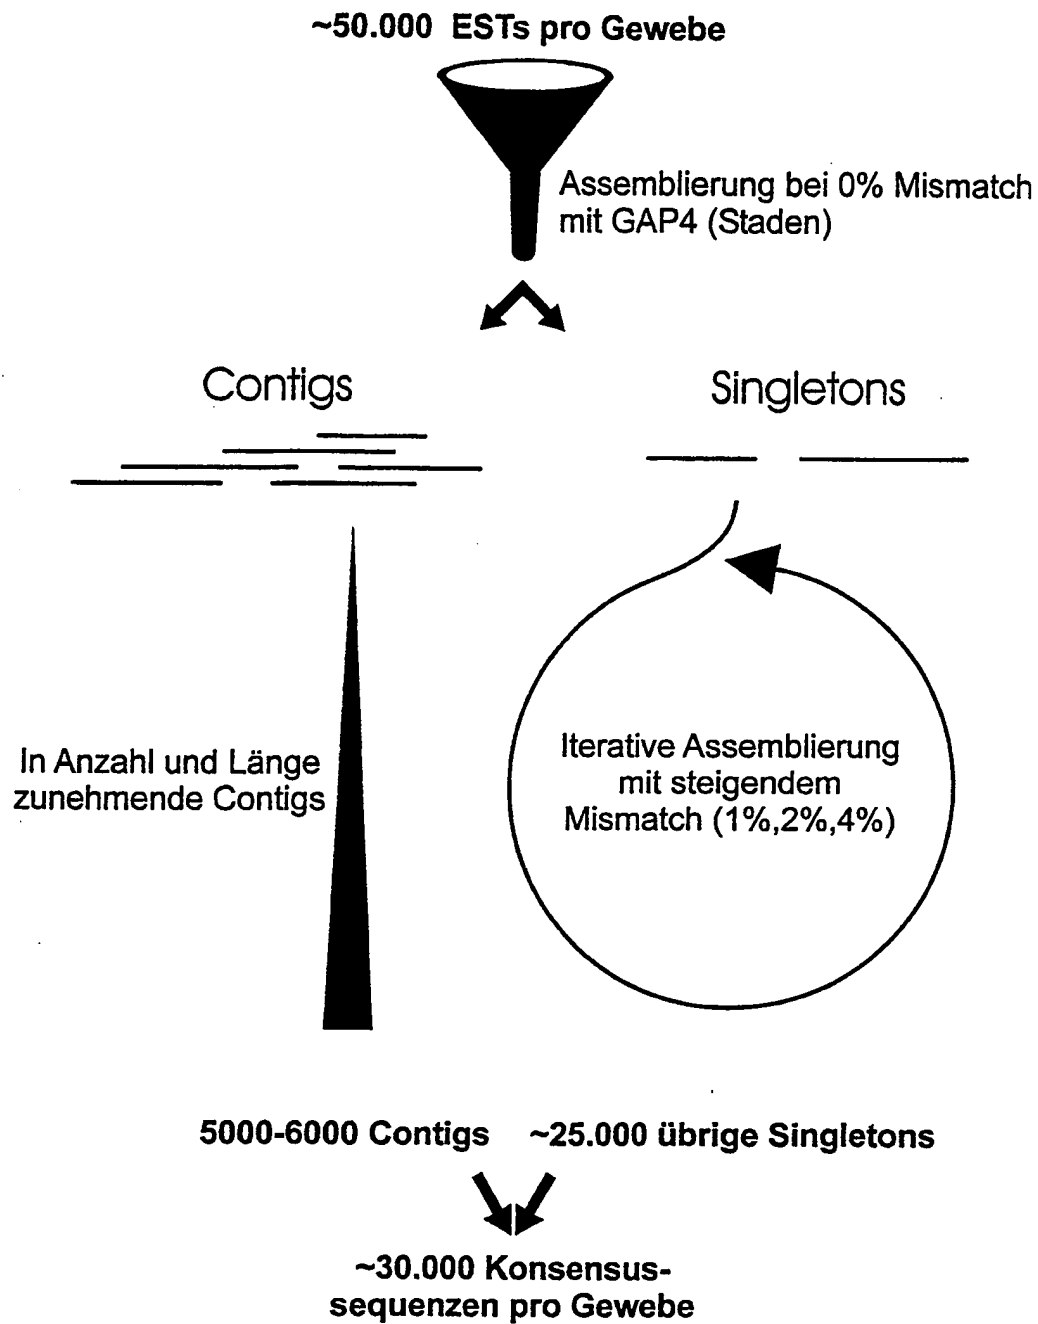 ~50.000 ESTs pro Gewebe
Assemblierung bei 0% Mismatch
mit GAP4 (Staden)
Contigs
Singletons
In Anzahl und Länge
zunehmende Contigs
Iterative Assemblierung
mit steigendem
Mismatch (1%,2%,4%)
5000-6000 Contigs
~25.000 übrige Singletons
~30.000 Konsensus-
sequenzen pro Gewebe